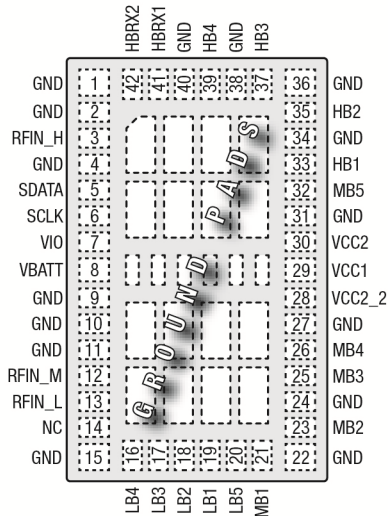 HBRX2 HBRX1 GND HB4 GND HB3
42 41 40 39 38 37
GND 1 36 GND
GND 2 35 HB2
RFIN_H 3 34 GND
GND 4 33 HB1
SDATA 5 32 MB5
SCLK 6 31 GND
VIO 7 30 VCC2
VBATT 8 29 VCC1
GND 9 28 VCC2_2
GND 10 27 GND
GND 11 26 MB4
RFIN_M 12 25 MB3
RFIN_L 13 24 GND
NC 14 23 MB2
GND 15 22 GND
16 17 18 19 20 21
LB4 LB3 LB2 LB1 LB5 MB1
GROUND PADS